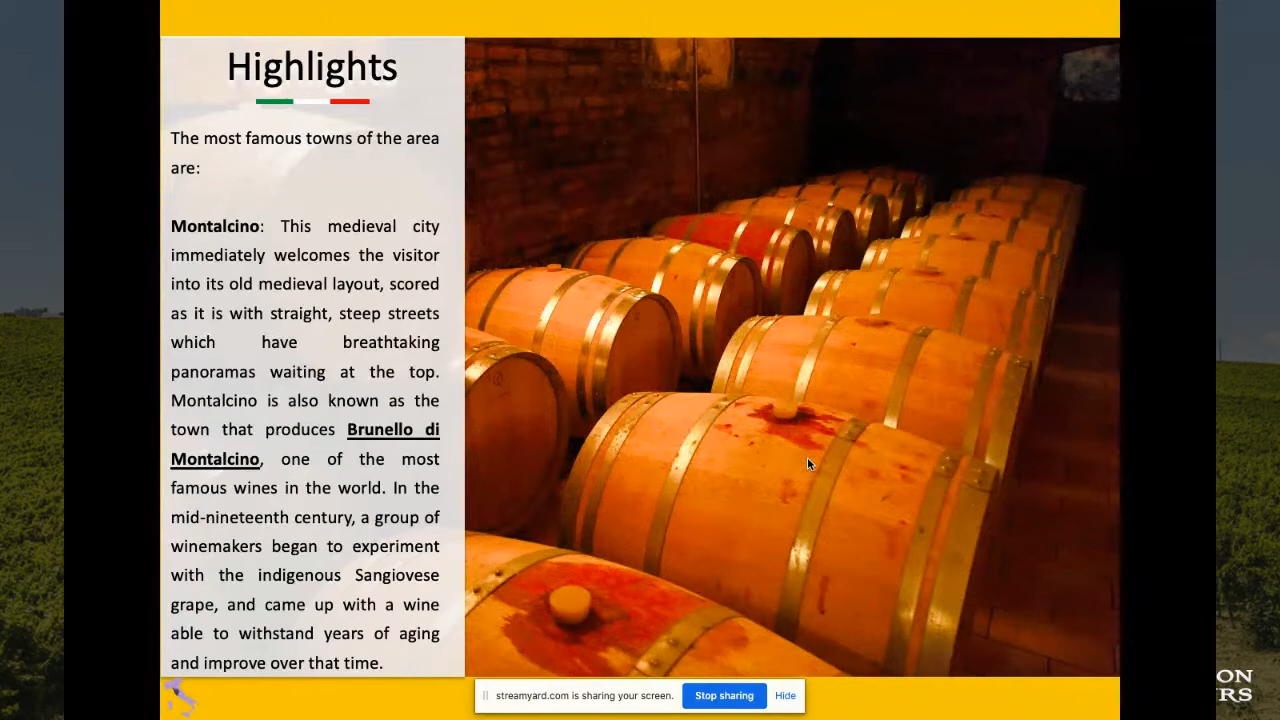 Highlights
The most famous towns of the area
are:
Montalcino: This medieval city
immediately welcomes the visitor
into its old medieval layout, scored
as it is with straight, steep streets
which have breathtaking
panoramas waiting at the top.
Montalcino is also known as the
town that produces Brunello di
Montalcino, one of the most
famous wines in the world. In the
mid-nineteenth century, a group of
winemakers began to experiment
with the indigenous Sangiovese
grape, and came up with a wine
able to withstand years of aging
and improve over that time.
streamyard.com is sharing your screen. Stop sharing Hide
ON
RS